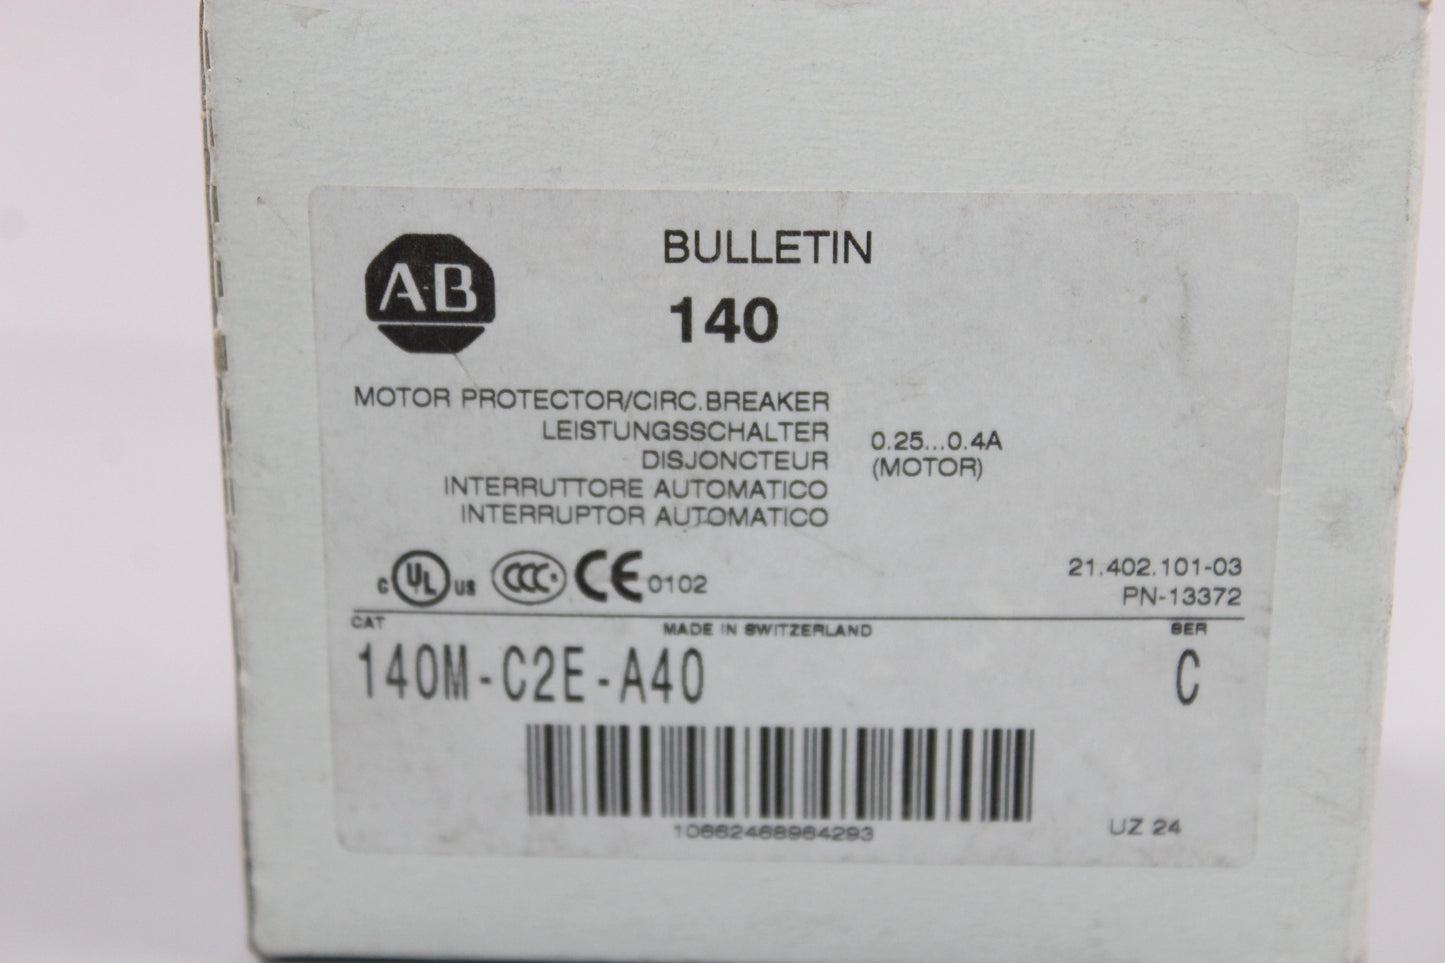 A-B
BULLETIN
140
MOTOR PROTECTOR/CIRC.BREAKER
LEISTUNGSSCHALTER
DISJONCTEUR
INTERRUTTORE AUTOMATICO
INTERRUPTOR AUTOMATICO
0.25...0.4A
(MOTOR)
C UL US CCC CE 0102
21.402.101-03
PN-13372
CAT
MADE IN SWITZERLAND
SER
140M-C2E-A40
C
10662468964293
UZ 24